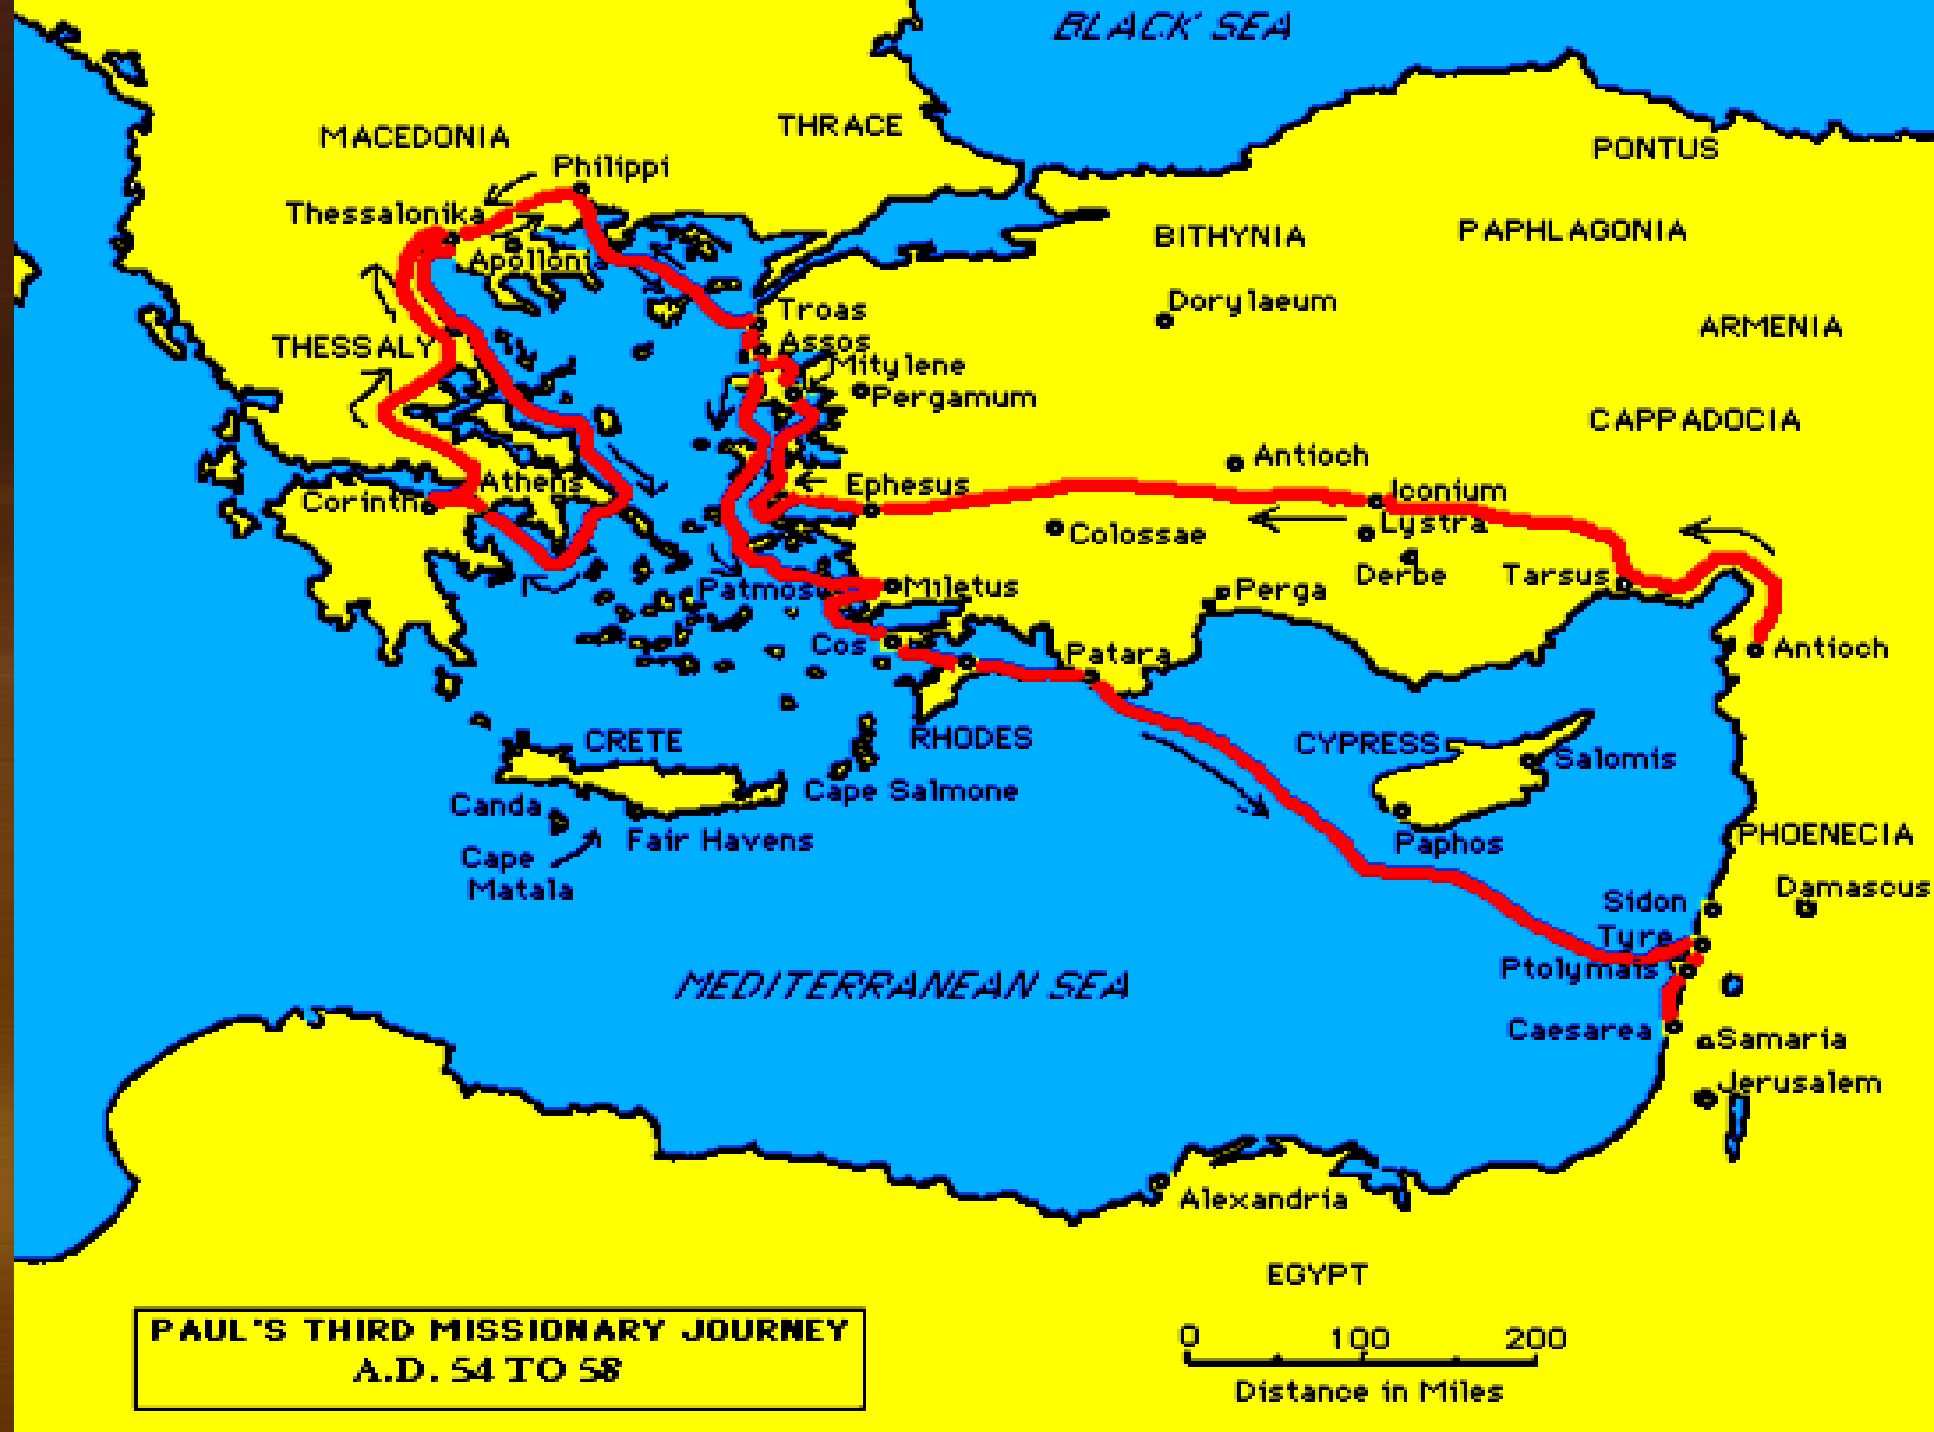 BLACK SEA
THRACE
MACEDONIA
PONTUS
Philippi
Thessalonika
PAPHLAGONIA
BITHYNIA
Apollonia
Dorylaeum
Troas
ARMENIA
Assos
THESSALY
Mitylene
Pergamum
CAPPADOCIA
Antioch
Athens
Ephesus
Iconium
Corinth
Lystra
Colossae
Derbe
Tarsus
Patmos
Miletus
Perga
Cos
Patara
Antioch
CRETE
RHODES
CYPRESS
Salomis
Canda
Cape Salmone
Fair Havens
PHOENECIA
Paphos
Cape
Matala
Damascus
Sidon
Tyre
Ptolymais
MEDITERRANEAN SEA
Caesarea
Samaria
Jerusalem
Alexandria
EGYPT
PAUL'S THIRD MISSIONARY JOURNEY
A.D. 54 TO 58
0 100 200
Distance in Miles